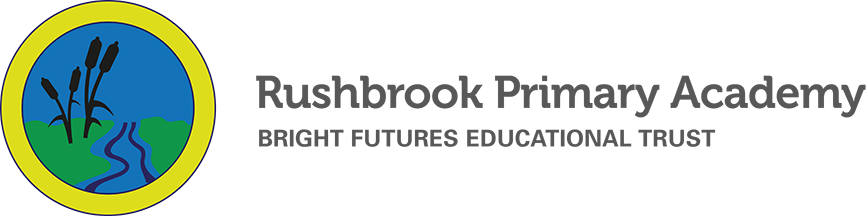 Rushbrook Primary Academy
BRIGHT FUTURES EDUCATIONAL TRUST